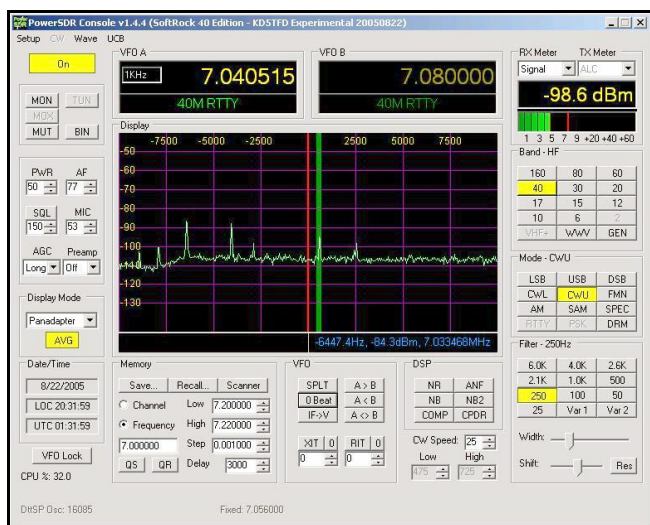 PowerSDR Console v1.4.4 (SoftRock 40 Edition - KD5TFD Experimental 20050822)
Setup CW Wave UCB
On
MON TUN
MOX
MUT BIN
PWR AF
50 77
SQL MIC
150 53
AGC Preamp
Long Off
Display Mode
Panadapter
AVG
Date/Time
8/22/2005
LOC 20:31:59
UTC 01:31:59
VFO Lock
CPU %: 32.0
VFO A
1KHz 7.040515
40M RTTY
VFO B
7.080000
40M RTTY
Display
-7500 -5000 -2500 2500 5000 7500
-50
-60
-70
-80
-90
-100
-110
-120
-130
-6447.4Hz, -84.3dBm, 7.033468MHz
Memory
Save... Recall... Scanner
Channel Low 7.200000
Frequency High 7.220000
7.000000 Step 0.001000
QS QR Delay 3000
VFO
SPLT A > B
0 Beat A < B
IF->V A <> B
XIT 0 RIT 0
0 0
DSP
NR ANF
NB NB2
COMP CPDR
CW Speed: 25
Low High
475 725
RX Meter TX Meter
Signal ALC
-98.6 dBm
1 3 5 7 9 +20 +40 +60
Band - HF
160 80 60
40 30 20
17 15 12
10 6 2
VHF+ WWV GEN
Mode - CWU
LSB USB DSB
CWL CWU FMN
AM SAM SPEC
RTTY PSK DRM
Filter - 250Hz
6.0K 4.0K 2.6K
2.1K 1.0K 500
250 100 50
25 Var 1 Var 2
Width:
Shift: Res
DttSP Osc: 16085 Fixed: 7.056000